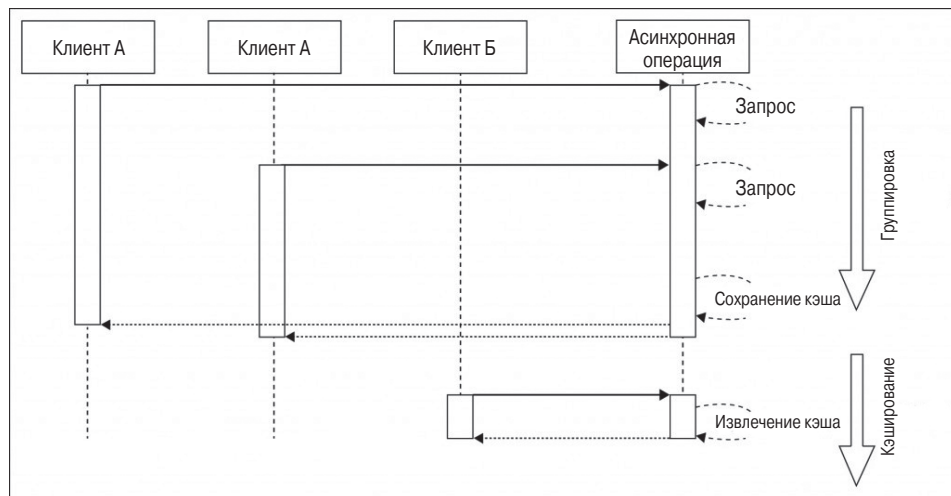 Клиент А
Клиент А
Клиент Б
Асинхронная
операция
Запрос
Запрос
Группировка
Сохранение кэша
Извлечение кэша
Кэширование